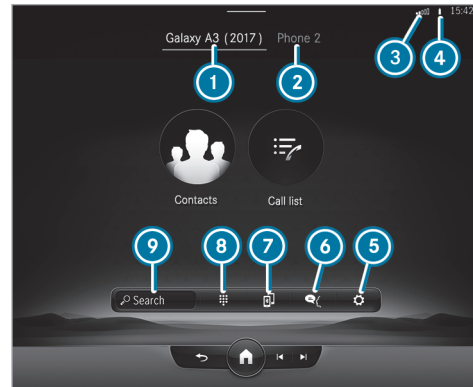 15:42
Galaxy A3 (2017) Phone 2
3 4
1 2
Contacts Call list
9 8 7 6 5
Search